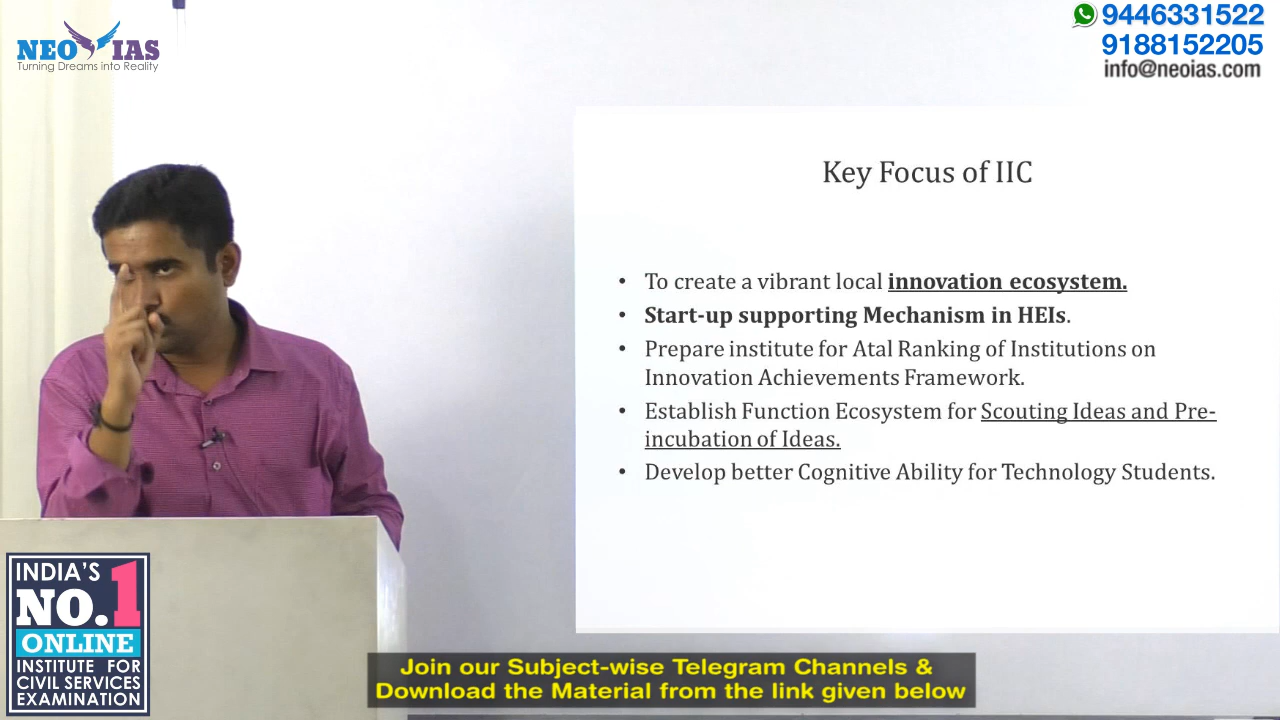 NEO IAS
Turning Dreams into Reality
9446331522
9188152205
info@neoias.com
Key Focus of IIC
• To create a vibrant local innovation ecosystem.
• Start-up supporting Mechanism in HEIs.
• Prepare institute for Atal Ranking of Institutions on
Innovation Achievements Framework.
• Establish Function Ecosystem for Scouting Ideas and Pre-
incubation of Ideas.
• Develop better Cognitive Ability for Technology Students.
INDIA'S
NO.1
ONLINE
INSTITUTE FOR
CIVIL SERVICES
EXAMINATION
Join our Subject-wise Telegram Channels &
Download the Material from the link given below